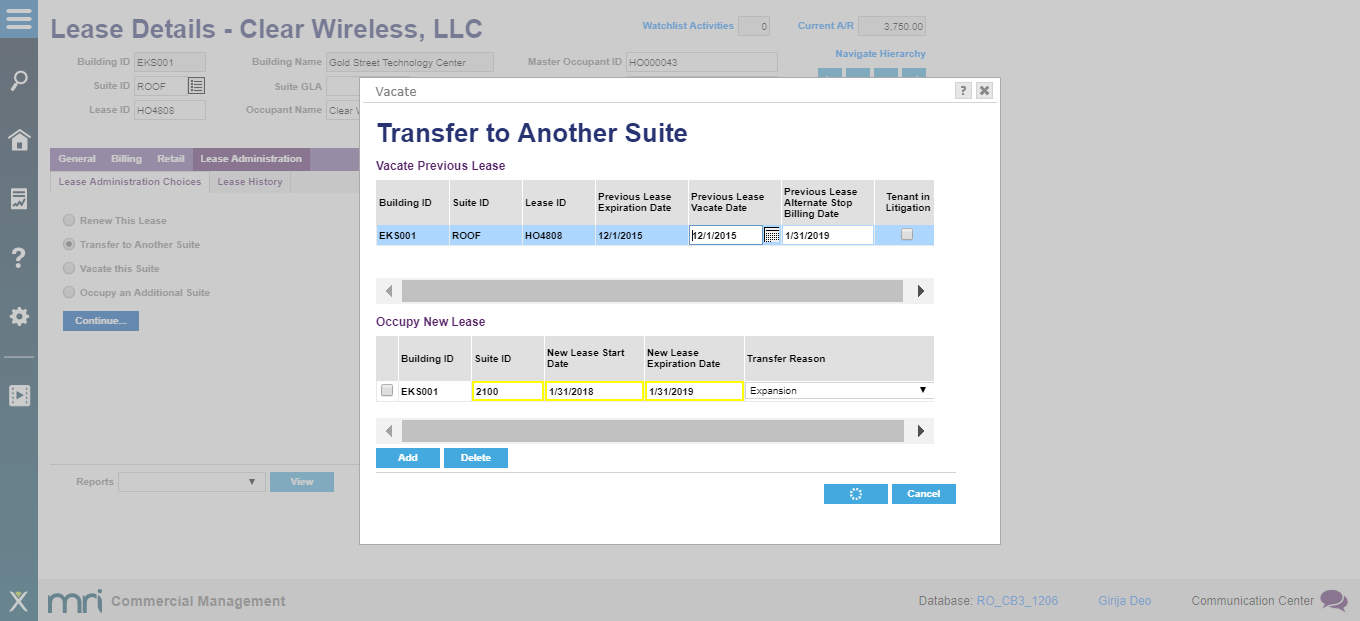 Lease Details - Clear Wireless, LLC
Watchlist Activities 0 Current A/R 3,750.00
Navigate Hierarchy
Building ID EKS001 Building Name Gold Street Technology Center Master Occupant ID HO000043
Suite ID ROOF Suite GLA
Lease ID HO4808 Occupant Name Clear
General Billing Retail Lease Administration
Lease Administration Choices Lease History
Renew This Lease
Transfer to Another Suite
Vacate this Suite
Occupy an Additional Suite
Continue...
Reports View
Vacate ? ✖
Transfer to Another Suite
Vacate Previous Lease
Building ID Suite ID Lease ID Previous Lease Expiration Date Previous Lease Vacate Date Previous Lease Alternate Stop Billing Date Tenant in Litigation
EKS001 ROOF HO4808 12/1/2015 12/1/2015 1/31/2019
Occupy New Lease
Building ID Suite ID New Lease Start Date New Lease Expiration Date Transfer Reason
EKS001 2100 1/31/2018 1/31/2019 Expansion
Add Delete
Cancel
mri Commercial Management Database: RO_CB3_1206 Girija Deo Communication Center